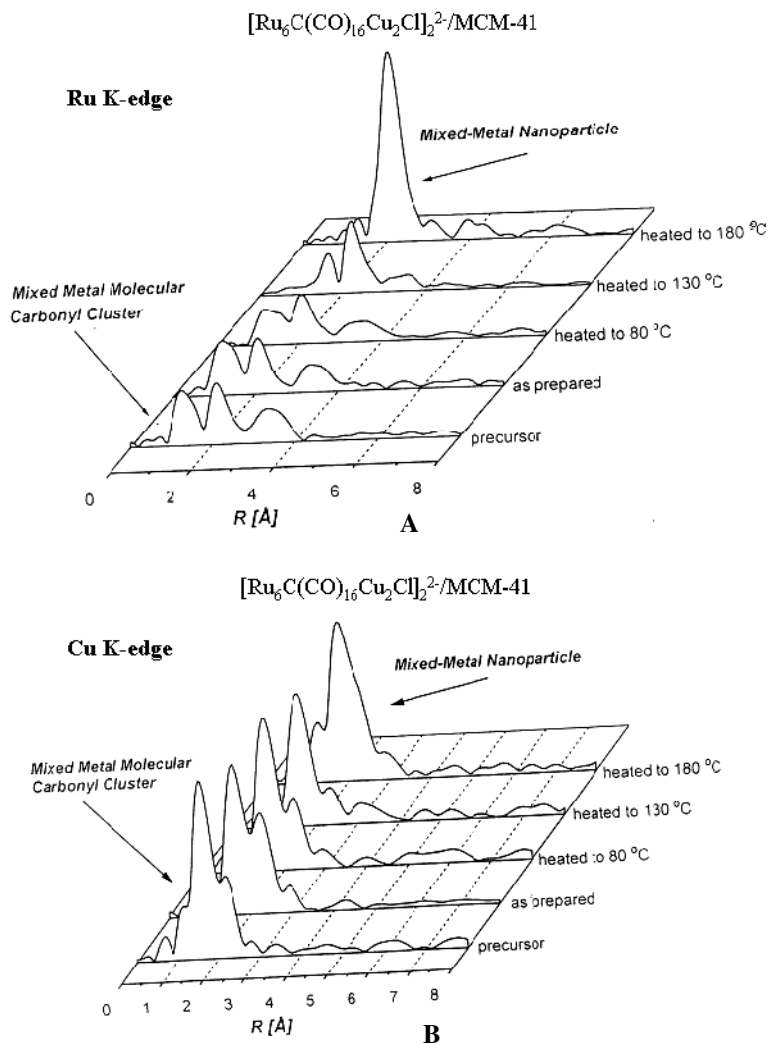 [Ru₆C(CO)₁₆Cu₂Cl]₂²⁻/MCM-41
Ru K-edge
Mixed-Metal Nanoparticle
heated to 180 °C
heated to 130 °C
Mixed Metal Molecular
Carbonyl Cluster
heated to 80 °C
as prepared
precursor
0 2 4 6 8
R [Å]
A
[Ru₆C(CO)₁₆Cu₂Cl]₂²⁻/MCM-41
Cu K-edge
Mixed-Metal Nanoparticle
Mixed Metal Molecular
Carbonyl Cluster
heated to 180 °C
heated to 130 °C
heated to 80 °C
as prepared
precursor
0 1 2 3 4 5 6 7 8
R [Å]
B